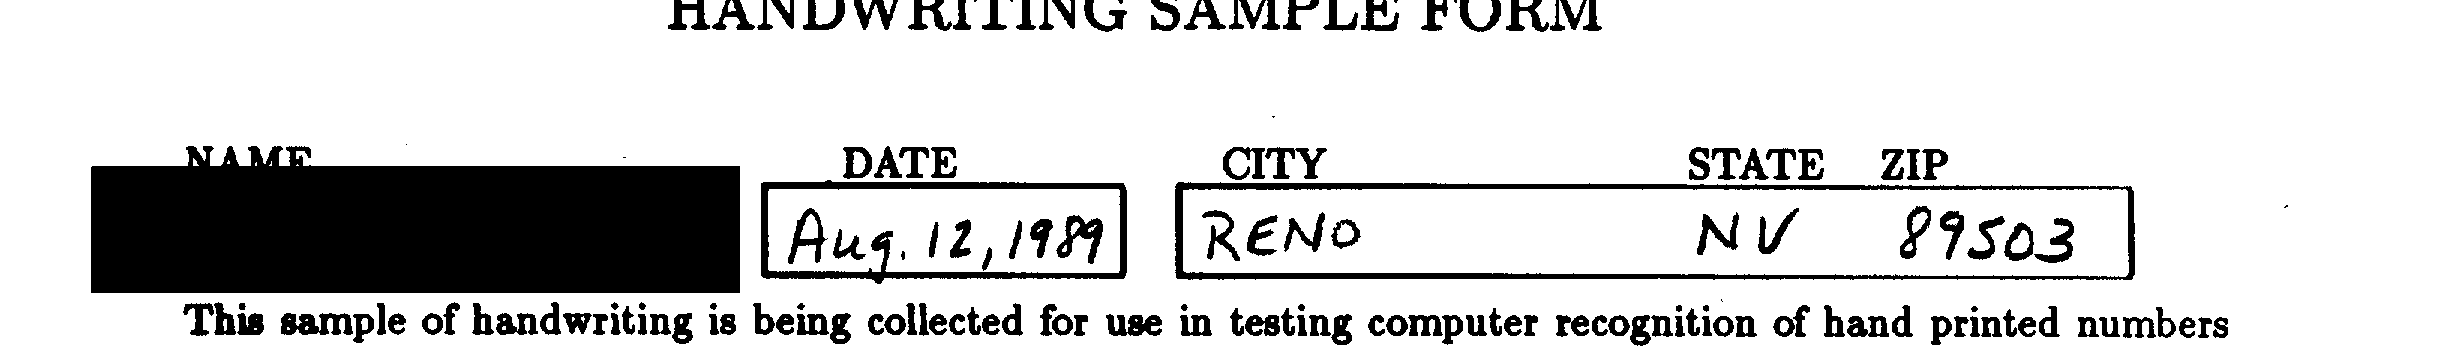 HANDWRITING SAMPLE FORM
NAME DATE CITY STATE ZIP
Aug. 12, 1989 RENO NV 89503
This sample of handwriting is being collected for use in testing computer recognition of hand printed numbers